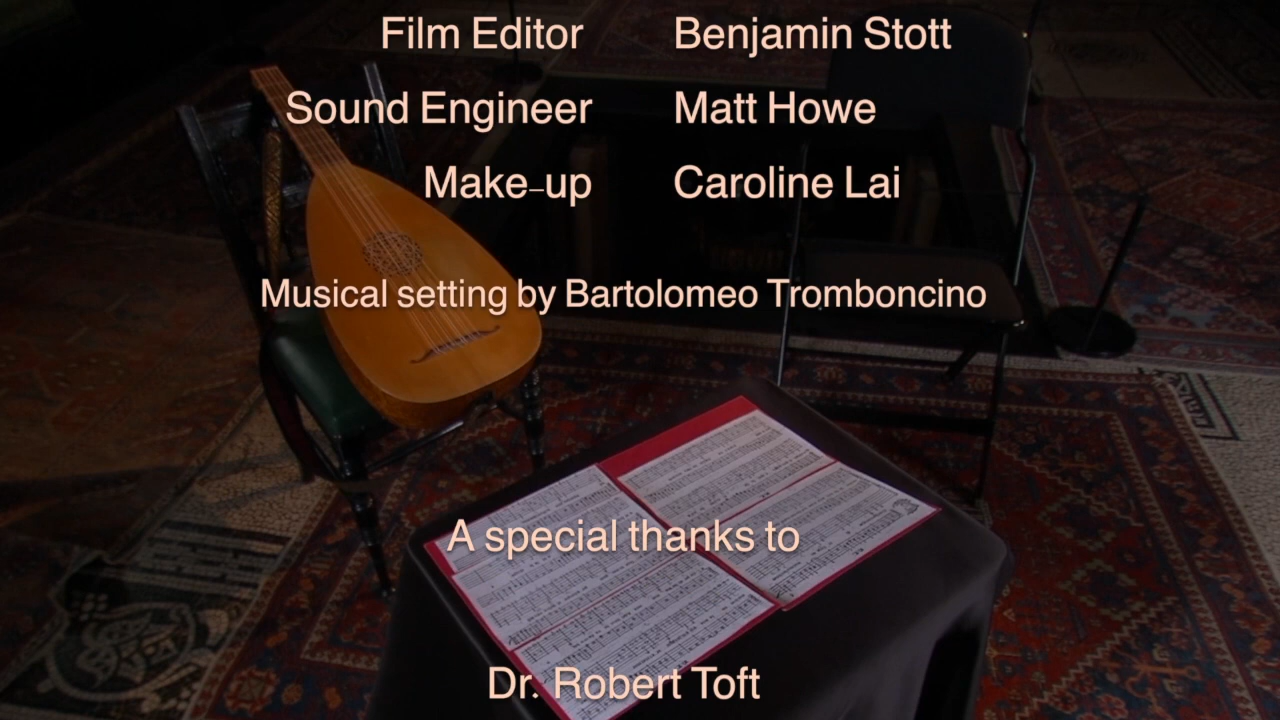 Film Editor Benjamin Stott
Sound Engineer Matt Howe
Make-up Caroline Lai
Musical setting by Bartolomeo Tromboncino
A special thanks to
Dr. Robert Toft